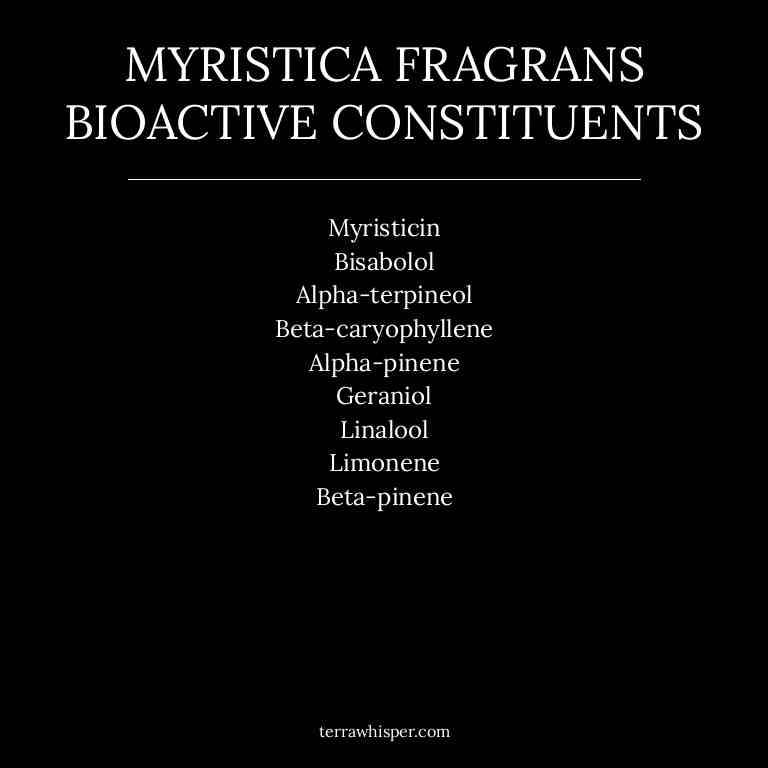 MYRISTICA FRAGRANS
BIOACTIVE CONSTITUENTS
Myristicin
Bisabolol
Alpha-terpineol
Beta-caryophyllene
Alpha-pinene
Geraniol
Linalool
Limonene
Beta-pinene
terrawhisper.com